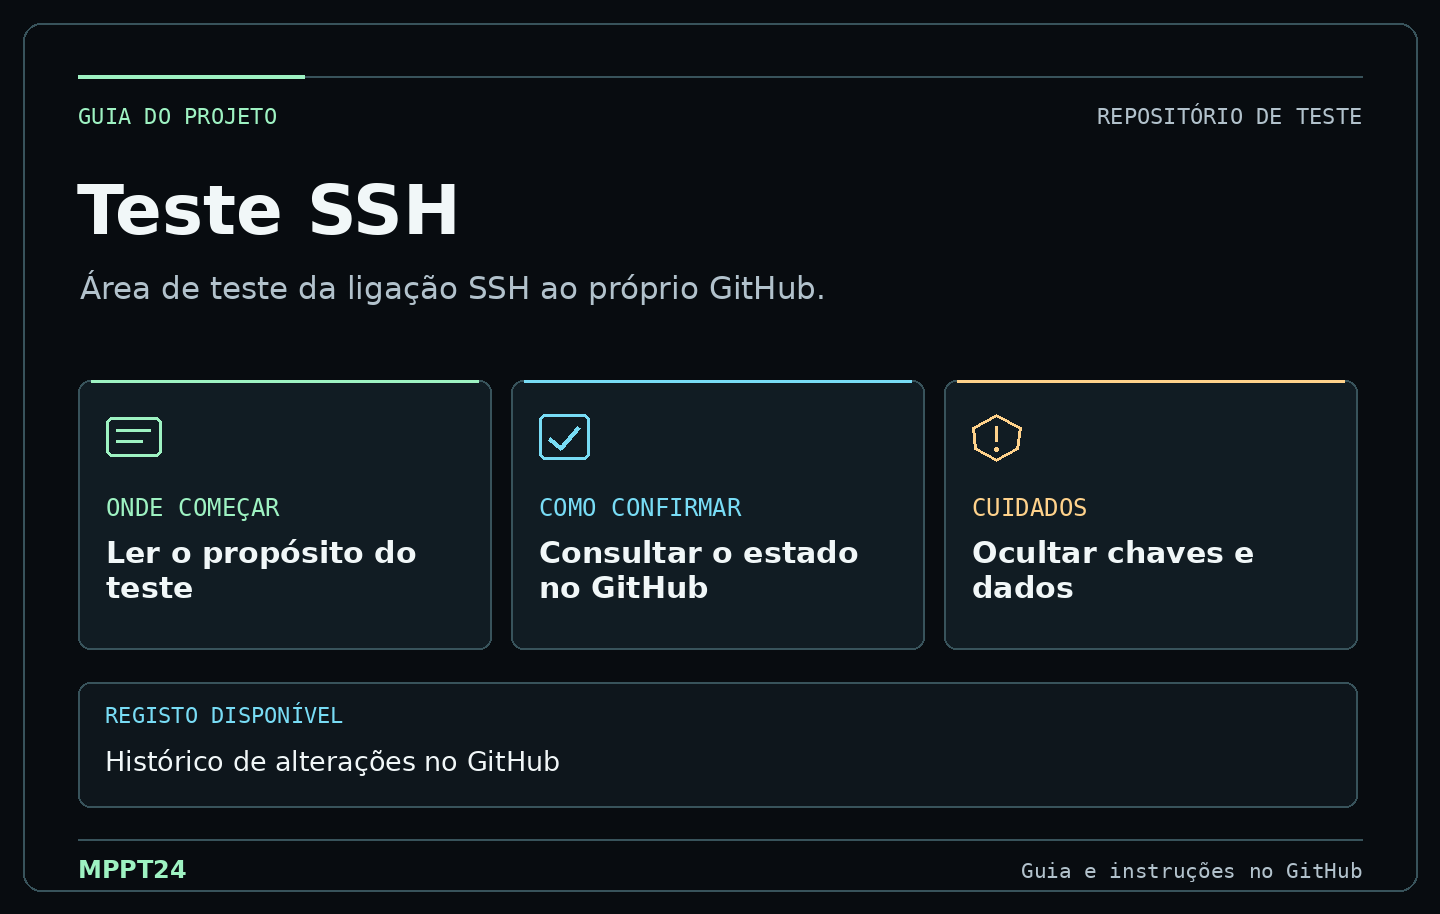 GUIA DO PROJETO
REPOSITÓRIO DE TESTE
Teste SSH
Área de teste da ligação SSH ao próprio GitHub.
ONDE COMEÇAR
Ler o propósito do
teste
COMO CONFIRMAR
Consultar o estado
no GitHub
CUIDADOS
Ocultar chaves e
dados
REGISTO DISPONÍVEL
Histórico de alterações no GitHub
MPPT24
Guia e instruções no GitHub